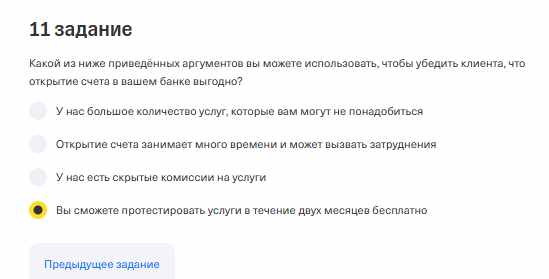 11 задание
Какой из ниже приведённых аргументов вы можете использовать, чтобы убедить клиента, что
открытие счета в вашем банке выгодно?
У нас большое количество услуг, которые вам могут не понадобиться
Открытие счета занимает много времени и может вызвать затруднения
У нас есть скрытые комиссии на услуги
Вы сможете протестировать услуги в течение двух месяцев бесплатно
Предыдущее задание